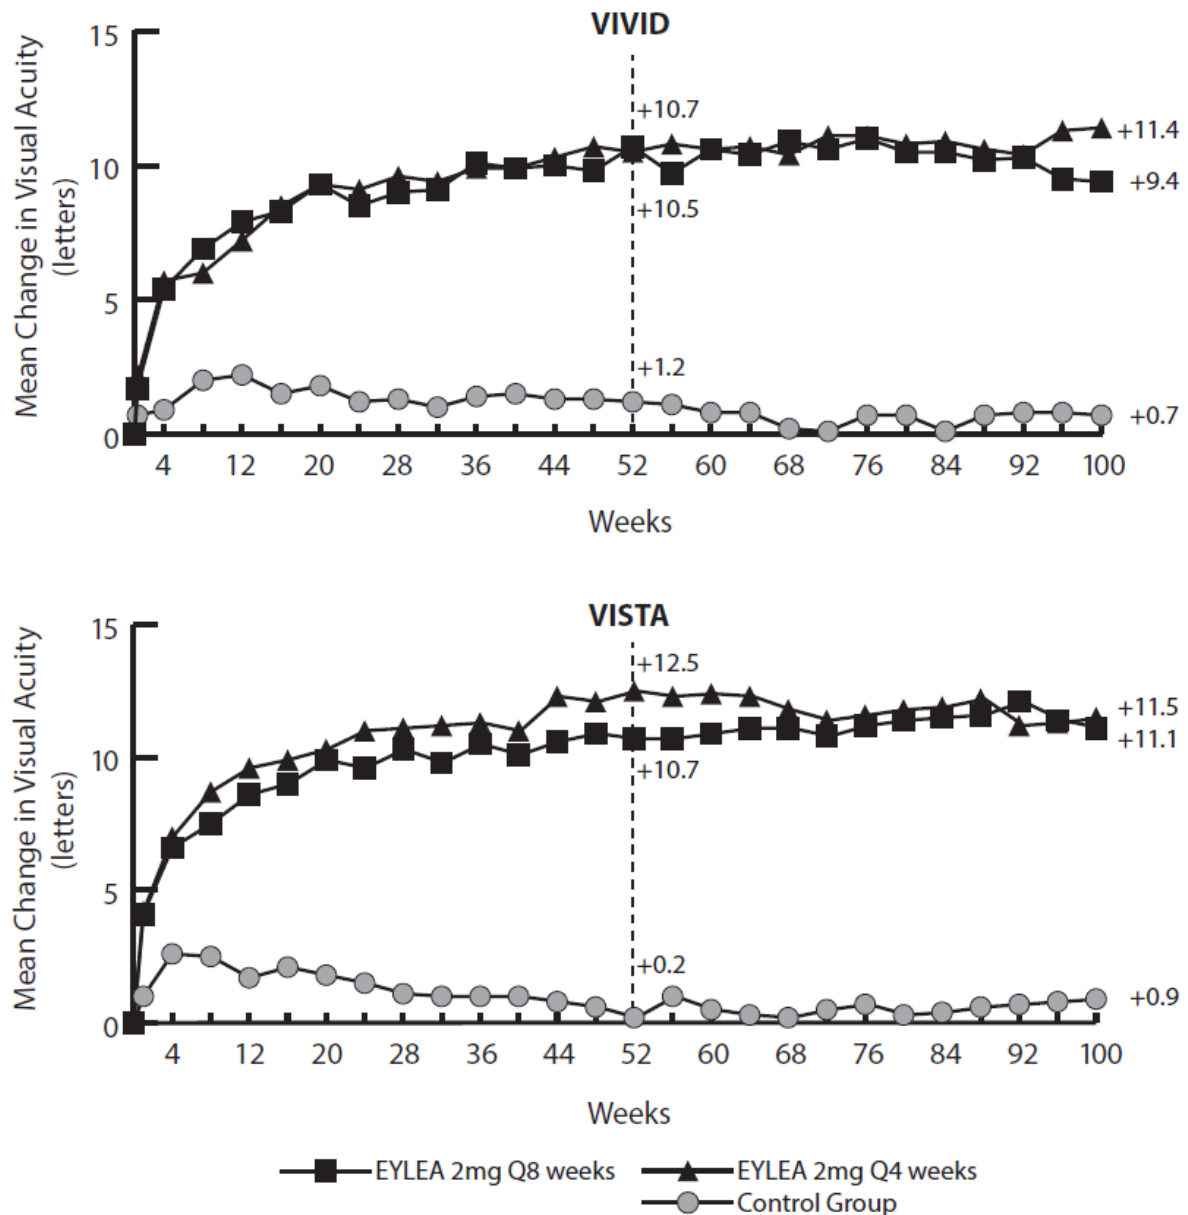 VIVID
Mean Change in Visual Acuity
(letters)
15
10
5
0
+10.7
+10.5
+1.2
+11.4
+9.4
+0.7
4 12 20 28 36 44 52 60 68 76 84 92 100
Weeks
VISTA
Mean Change in Visual Acuity
(letters)
15
10
5
0
+12.5
+10.7
+0.2
+11.5
+11.1
+0.9
4 12 20 28 36 44 52 60 68 76 84 92 100
Weeks
EYLEA 2mg Q8 weeks EYLEA 2mg Q4 weeks
Control Group